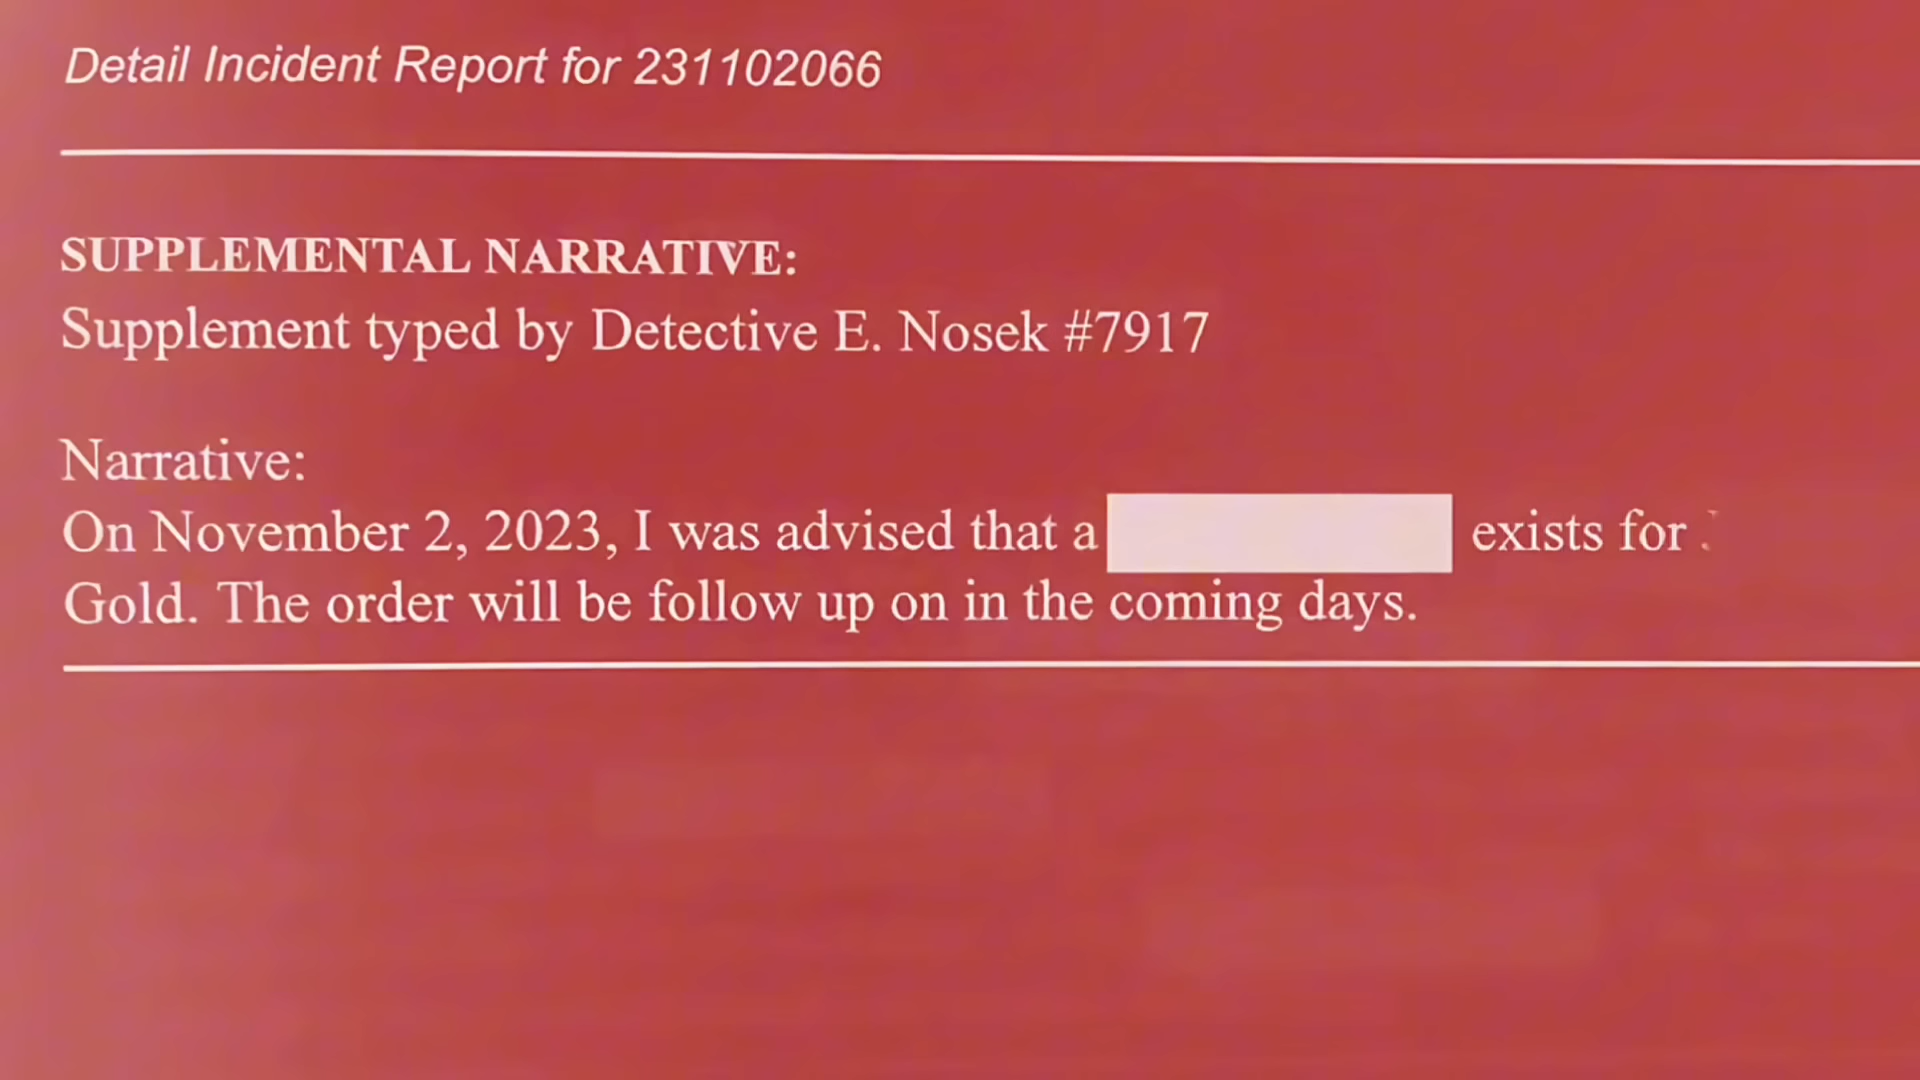 Detail Incident Report for 231102066
SUPPLEMENTAL NARRATIVE:
Supplement typed by Detective E. Nosek #7917
Narrative:
On November 2, 2023, I was advised that a exists for
Gold. The order will be follow up on in the coming days.